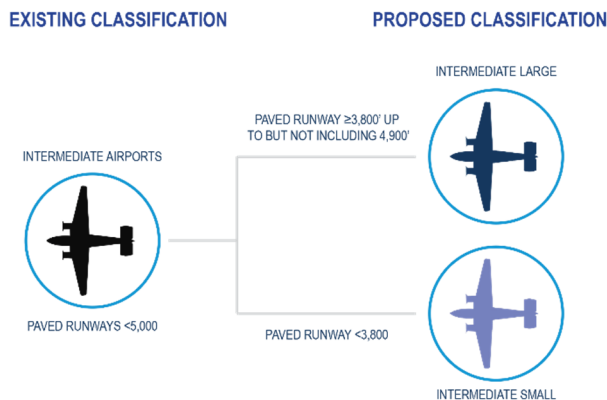 EXISTING CLASSIFICATION
PROPOSED CLASSIFICATION
INTERMEDIATE LARGE
PAVED RUNWAY ≥3,800' UP
TO BUT NOT INCLUDING 4,900'
INTERMEDIATE AIRPORTS
PAVED RUNWAYS <5,000
PAVED RUNWAY <3,800
INTERMEDIATE SMALL